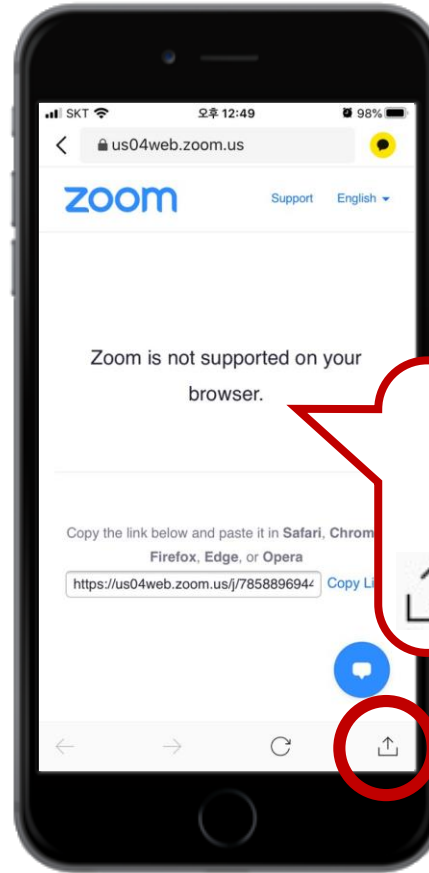 SKT 오후 12:49 98%
us04web.zoom.us
zoom Support English
Zoom is not supported on your
browser.
Copy the link below and paste it in Safari, Chrom
Firefox, Edge, or Opera
https://us04web.zoom.us/j/7858896944 Copy Li